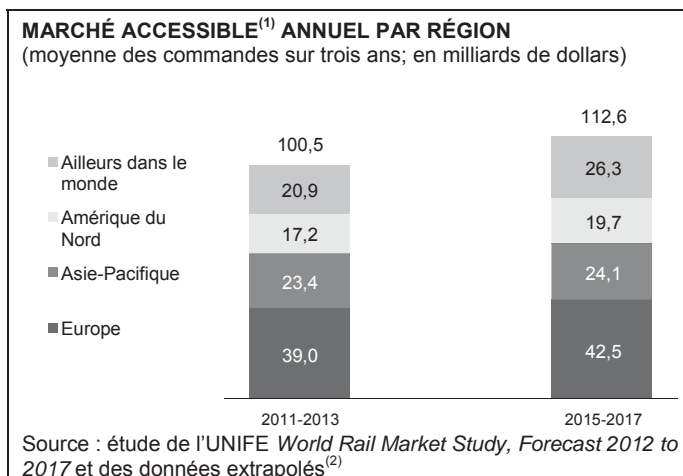 MARCHÉ ACCESSIBLE(1) ANNUEL PAR RÉGION
(moyenne des commandes sur trois ans; en milliards de dollars)
112,6
100,5
Ailleurs dans le
monde
26,3
20,9
Amérique du
Nord
19,7
17,2
Asie-Pacifique
24,1
23,4
Europe
42,5
39,0
2011-2013
2015-2017
Source : étude de l'UNIFE World Rail Market Study, Forecast 2012 to
2017 et des données extrapolés(2)